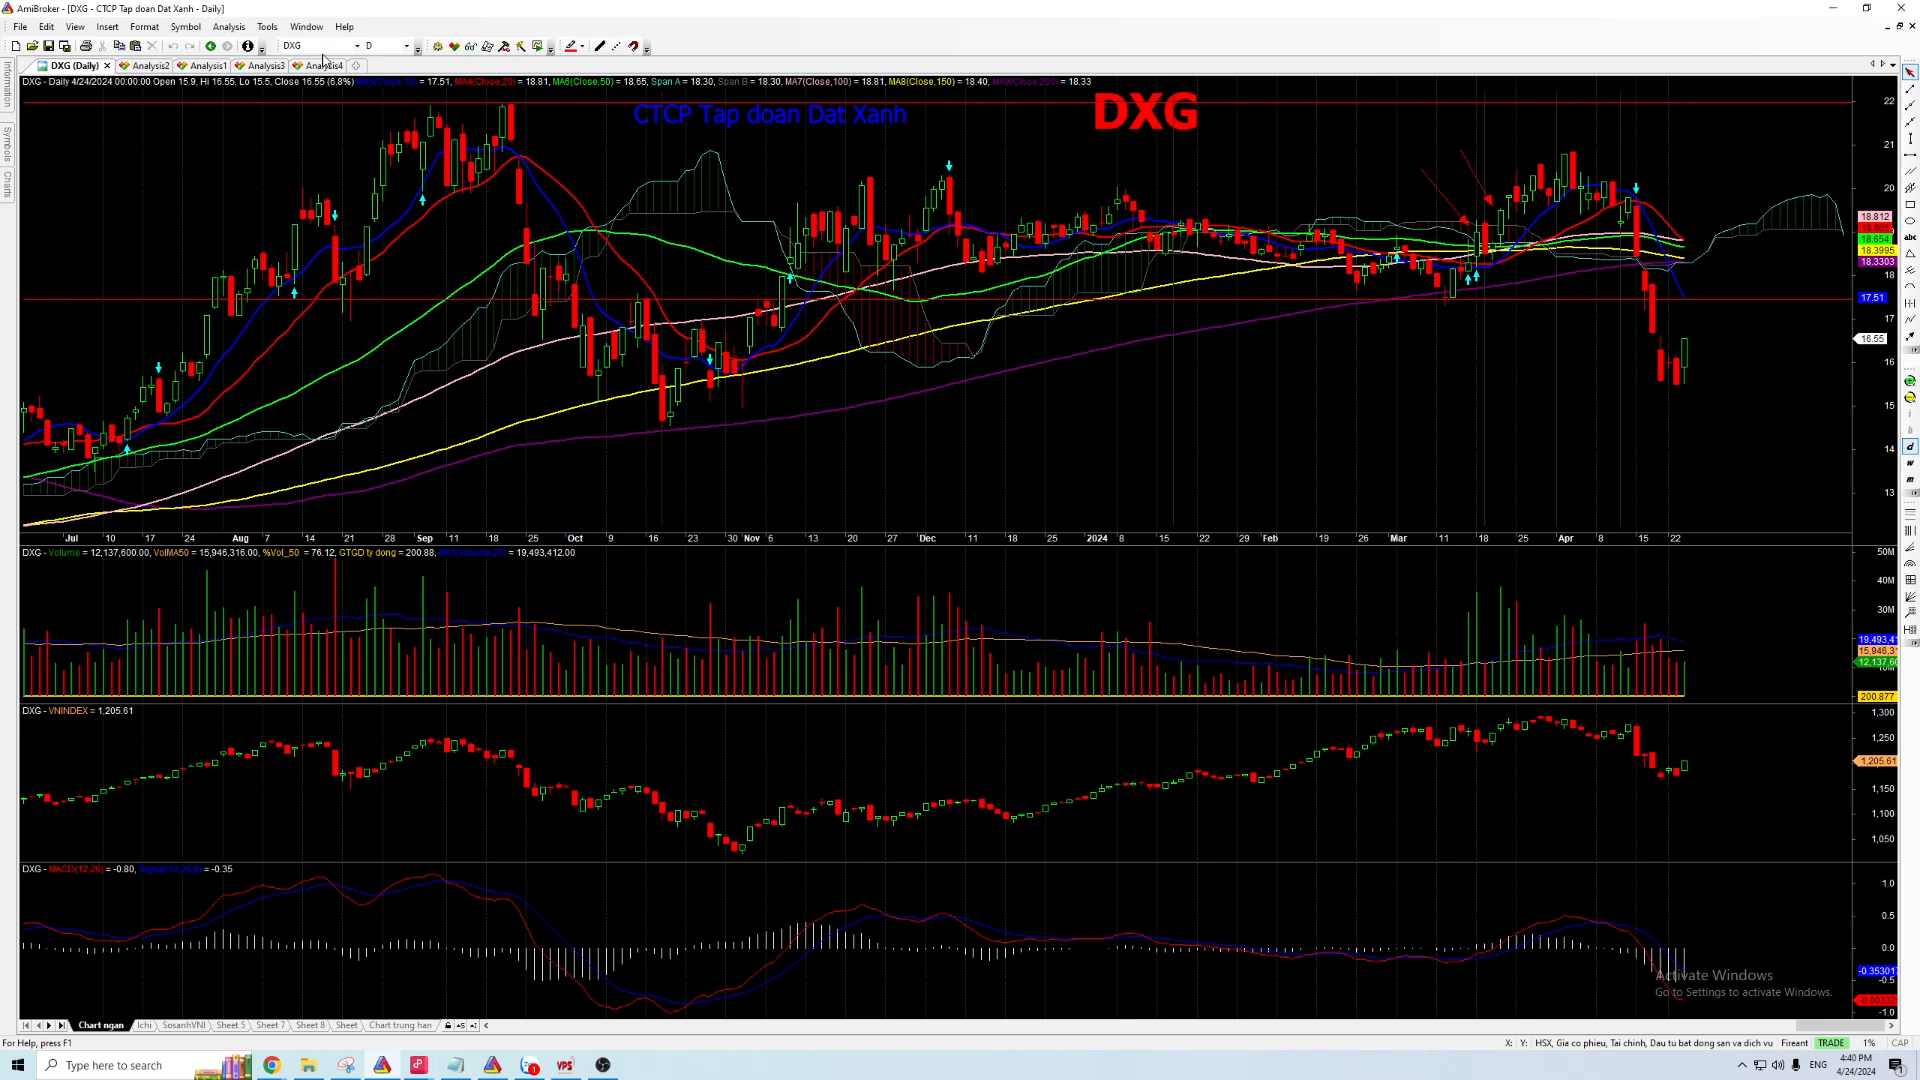 AmiBroker - [DXG - CTCP Tap doan Dat Xanh - Daily]
File Edit View Insert Format Symbol Analysis Tools Window Help
DXG D
DXG (Daily) Analysis2 Analysis1 Analysis3 Analysis4
Information
Symbols
Charts
DXG - Daily 4/24/2024 00:00:00 Open 15.9, Hi 16.55, Lo 15.5, Close 16.55 (6.8%) = 17.51, MA4(Close,20) = 18.81, MA6(Close,50) = 18.65, Span A = 18.30, Span B = 18.30, MA7(Close,100) = 18.81, MA8(Close,150) = 18.40, = 18.33
CTCP Tap doan Dat Xanh
DXG
22
21
20
18.812
18.654
18.3995
18.3303
18
17.51
17
16.55
16
15
14
13
Jul 10 17 24 Aug 7 14 21 28 Sep 11 18 25 Oct 9 16 23 30 Nov 6 13 20 27 Dec 11 18 25 2024 8 15 22 29 Feb 19 26 Mar 11 18 25 Apr 8 15 22
DXG - Volume = 12,137,600.00, VolMA50 = 15,946,316.00, %Vol_50 = 76.12, GTGD ty dong = 200.88, = 19,493,412.00
50M
40M
30M
19,493,41
15,946,31
12,137,60
200.877
DXG - VNINDEX = 1,205.61
1,300
1,250
1,205.61
1,150
1,100
1,050
DXG - MACD(12,26) = -0.80, = -0.35
1.0
0.5
0.0
-0.353017
-0.5
-1.0
abc
d
w
m
Activate Windows
Go to Settings to activate Windows.
Chart ngan Ichi SosanhVNI Sheet 5 Sheet 7 Sheet 8 Sheet Chart trung han
For Help, press F1
X: Y: HSX, Gia co phieu, Tai chinh, Dau tu bat dong san va dich vu Fireant TRADE 1% CAP
Type here to search
VPS
ENG
4:40 PM
4/24/2024